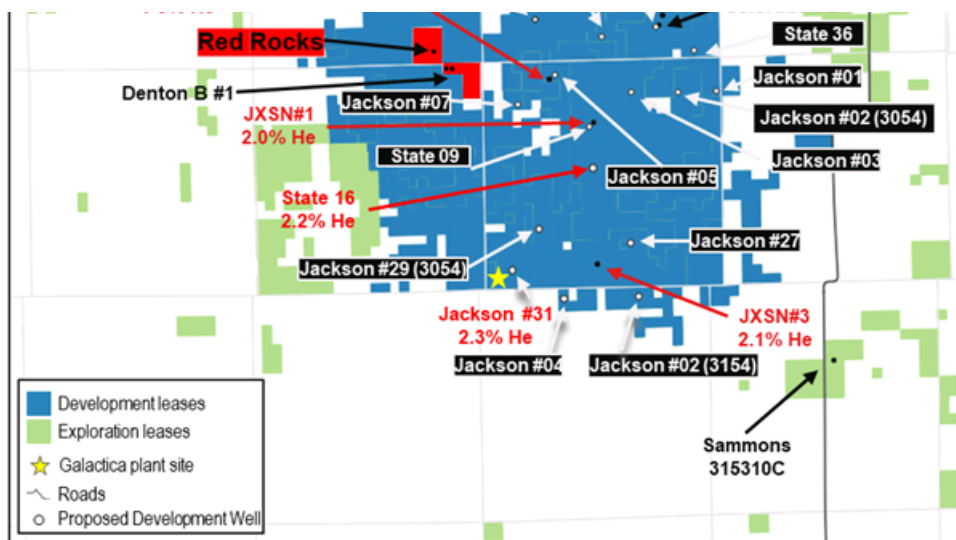 State 36
Red Rocks
Jackson #01
Denton B #1
Jackson #07
JXSN#1
2.0% He
Jackson #02 (3054)
State 09
Jackson #03
Jackson #05
State 16
2.2% He
Jackson #27
Jackson #29 (3054)
Jackson #31
2.3% He
JXSN#3
2.1% He
Jackson #04
Jackson #02 (3154)
Development leases
Exploration leases
Galactica plant site
Roads
Proposed Development Well
Sammons
315310C